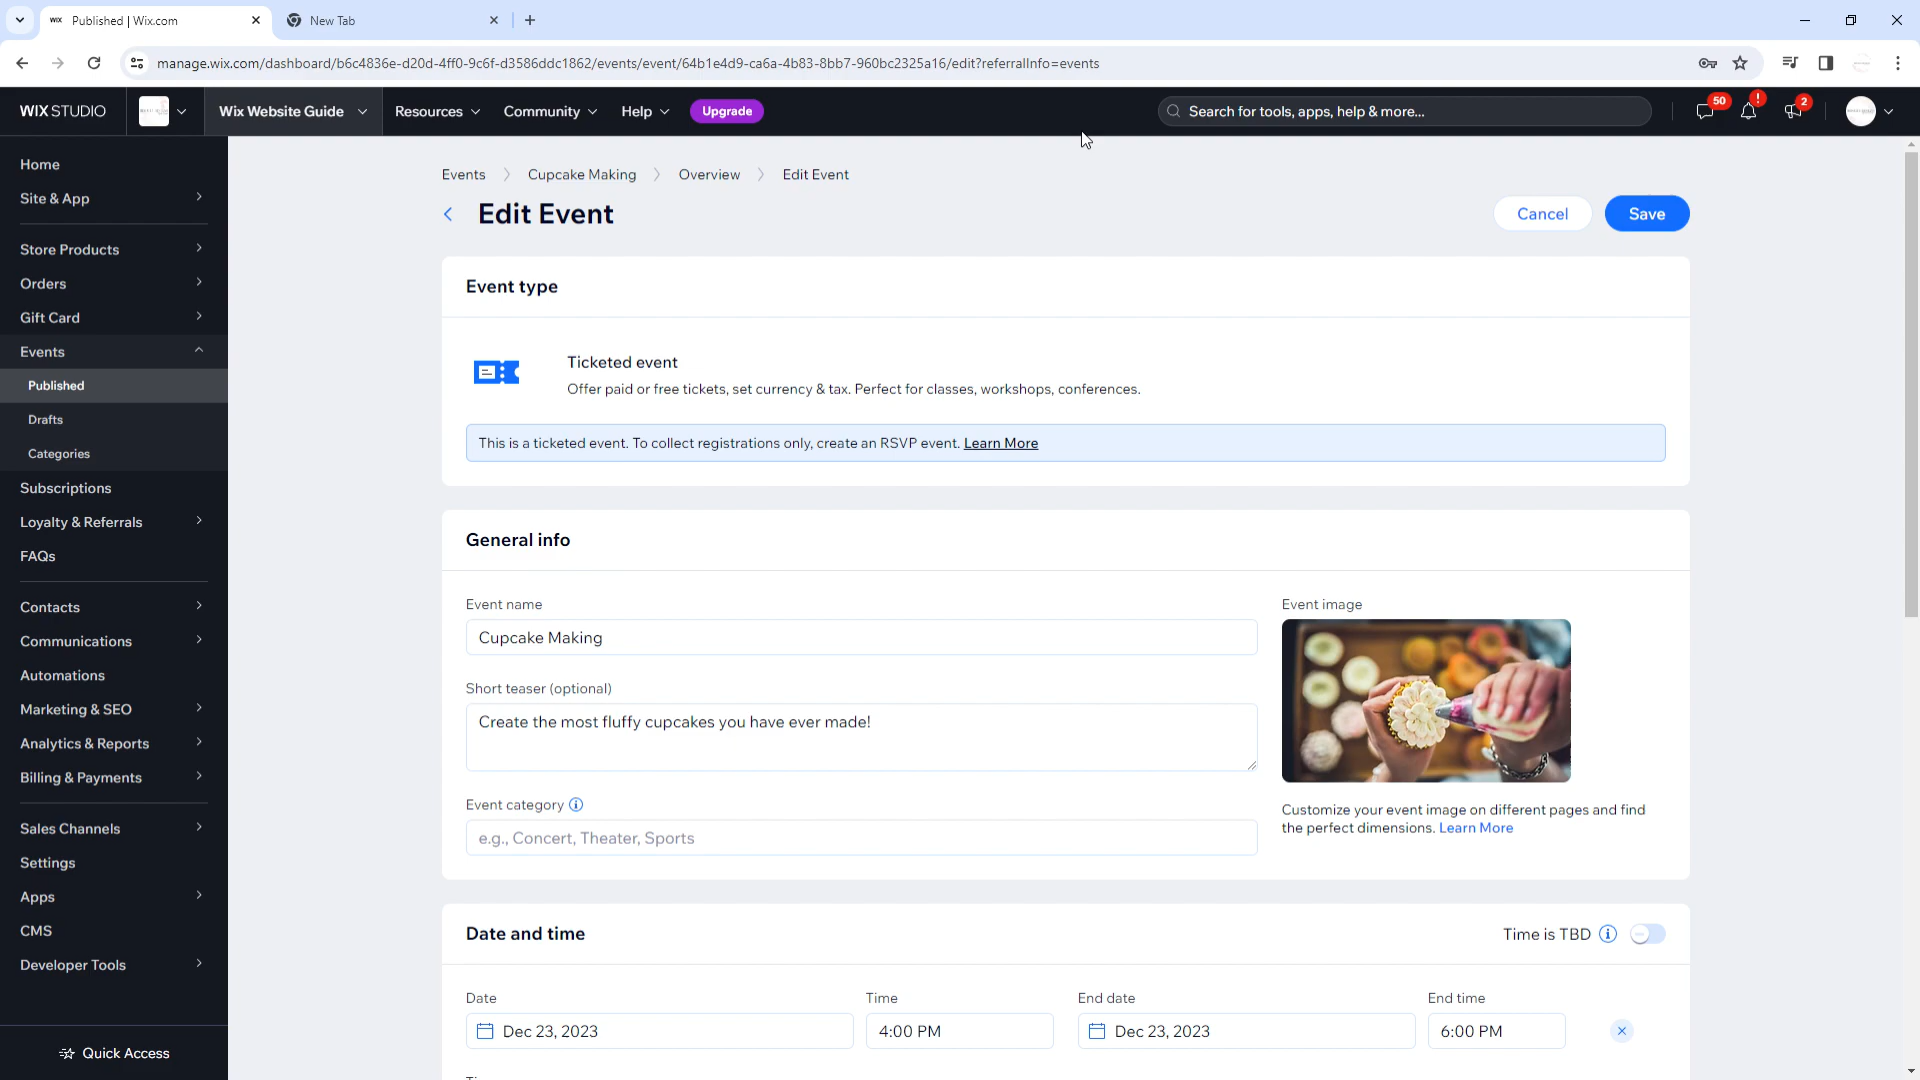 WIX Published | Wix.com
New Tab
manage.wix.com/dashboard/b6c4836e-d20d-4ff0-9c6f-d3586ddc1862/events/event/64b1e4d9-ca6a-4b83-8bb7-960bc2325a16/edit?referralInfo=events
WIX STUDIO
Wix Website Guide
Resources
Community
Help
Upgrade
Search for tools, apps, help & more...
50
!
2
Home
Site & App
Store Products
Orders
Gift Card
Events
Published
Drafts
Categories
Subscriptions
Loyalty & Referrals
FAQs
Contacts
Communications
Automations
Marketing & SEO
Analytics & Reports
Billing & Payments
Sales Channels
Settings
Apps
CMS
Developer Tools
Quick Access
Events > Cupcake Making > Overview > Edit Event
Edit Event
Cancel
Save
Event type
Ticketed event
Offer paid or free tickets, set currency & tax. Perfect for classes, workshops, conferences.
This is a ticketed event. To collect registrations only, create an RSVP event. Learn More
General info
Event name
Cupcake Making
Short teaser (optional)
Create the most fluffy cupcakes you have ever made!
Event category
e.g., Concert, Theater, Sports
Event image
Customize your event image on different pages and find
the perfect dimensions. Learn More
Date and time
Time is TBD
Date
Time
End date
End time
Dec 23, 2023
4:00 PM
Dec 23, 2023
6:00 PM